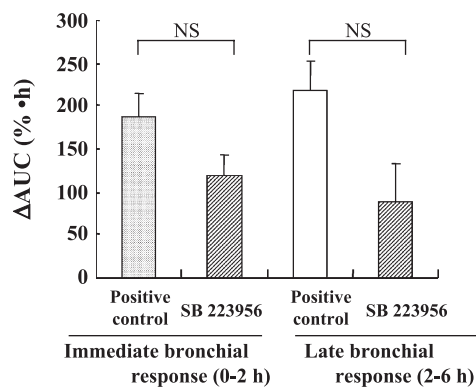 NS
NS
ΔAUC (% •h)
300
250
200
150
100
50
0
Positive control
SB 223956
Positive control
SB 223956
Immediate bronchial
response (0-2 h)
Late bronchial
response (2-6 h)